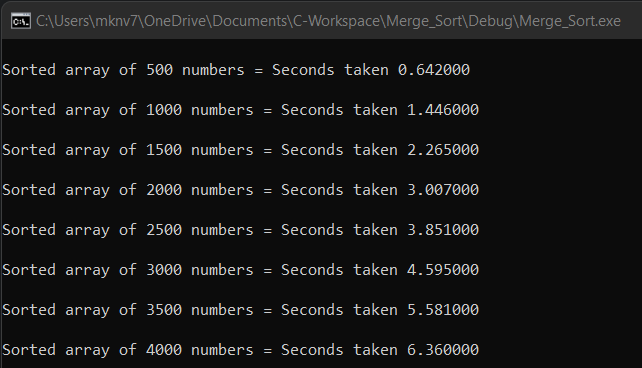 C:\Users\mknv7\OneDrive\Documents\C-Workspace\Merge_Sort\Debug\Merge_Sort.exe
Sorted array of 500 numbers = Seconds taken 0.642000
Sorted array of 1000 numbers = Seconds taken 1.446000
Sorted array of 1500 numbers = Seconds taken 2.265000
Sorted array of 2000 numbers = Seconds taken 3.007000
Sorted array of 2500 numbers = Seconds taken 3.851000
Sorted array of 3000 numbers = Seconds taken 4.595000
Sorted array of 3500 numbers = Seconds taken 5.581000
Sorted array of 4000 numbers = Seconds taken 6.360000